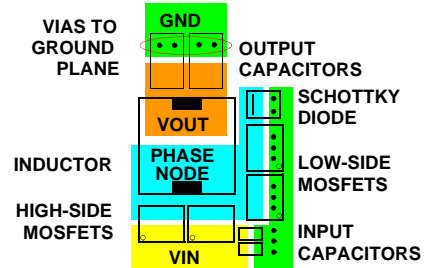 GND
VIAS TO
GROUND
PLANE
OUTPUT
CAPACITORS
SCHOTTKY
DIODE
VOUT
INDUCTOR
PHASE
NODE
LOW-SIDE
MOSFETS
HIGH-SIDE
MOSFETS
INPUT
CAPACITORS
VIN